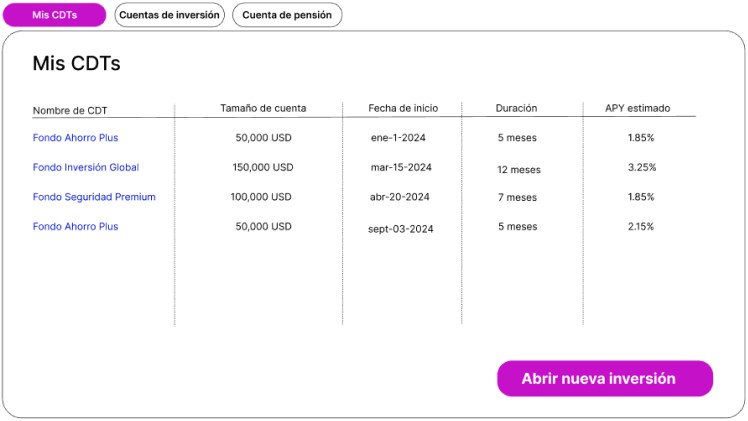 Mis CDTs Cuentas de inversión Cuenta de pensión
Mis CDTs
Nombre de CDT Tamaño de cuenta Fecha de inicio Duración APY estimado
Fondo Ahorro Plus 50,000 USD ene-1-2024 5 meses 1.85%
Fondo Inversión Global 150,000 USD mar-15-2024 12 meses 3.25%
Fondo Seguridad Premium 100,000 USD abr-20-2024 7 meses 1.85%
Fondo Ahorro Plus 50,000 USD sept-03-2024 5 meses 2.15%
Abrir nueva inversión